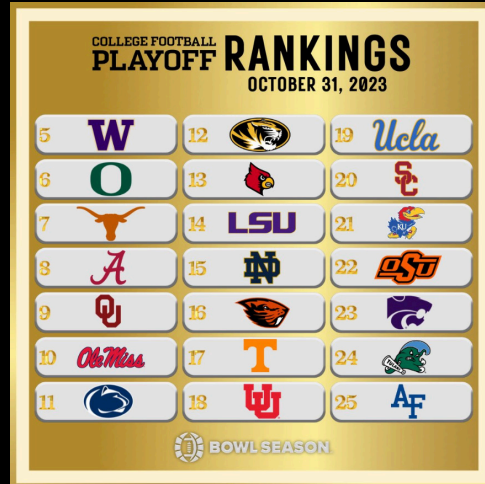 COLLEGE FOOTBALL
PLAYOFF RANKINGS
OCTOBER 31, 2023
5 W
6 O
7
8 A
9 OU
10 Ole Miss
11
12
13
14 LSU
15 ND
16
17 T
18 UU
19 Ucla
20 SC
21 KU
22 OSU
23
24 TULANE
25 AF
BOWL SEASON